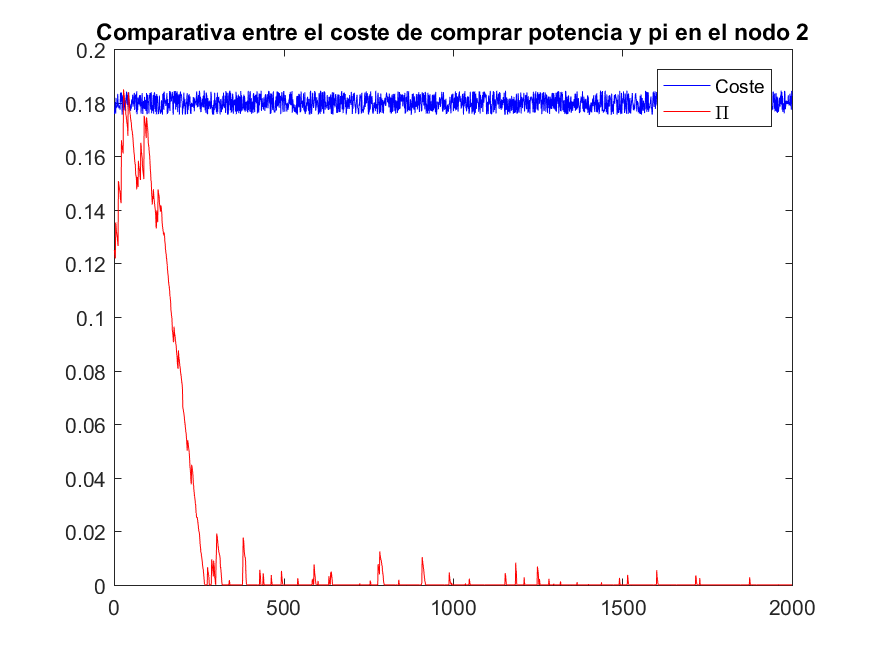 Comparativa entre el coste de comprar potencia y pi en el nodo 2
0.2
0.18
0.16
0.14
0.12
0.1
0.08
0.06
0.04
0.02
0
Coste
Π
0 500 1000 1500 2000